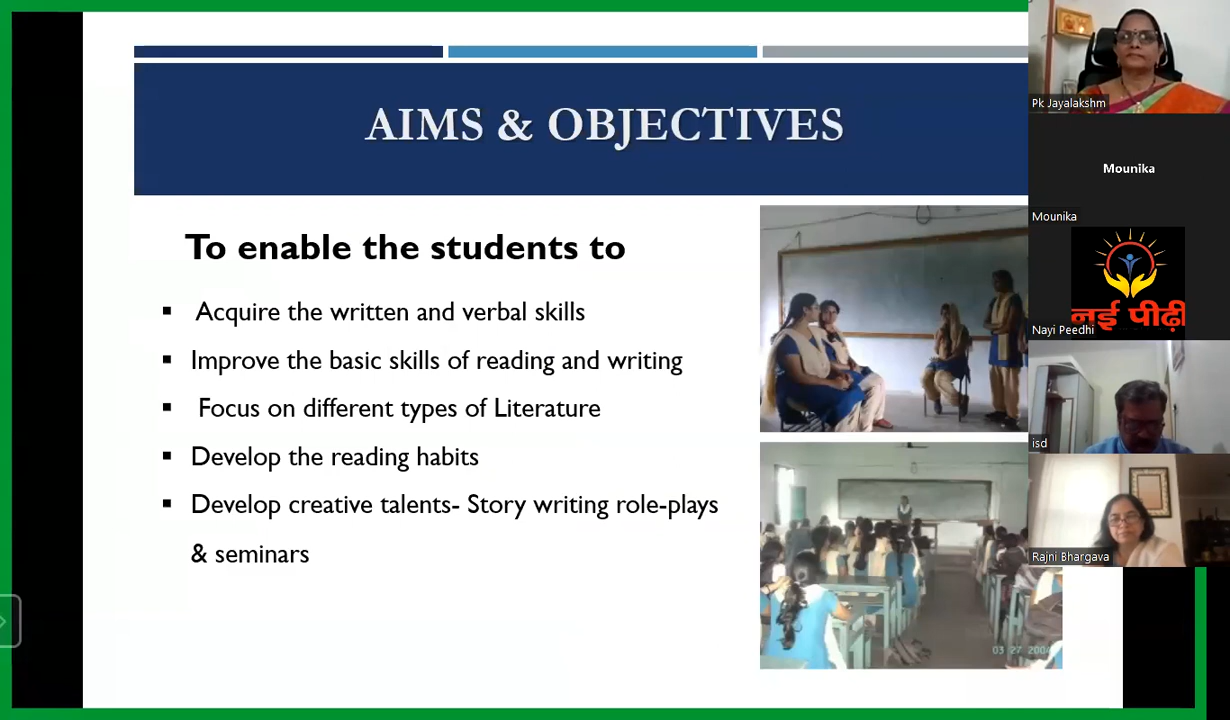 AIMS & OBJECTIVES
To enable the students to
Acquire the written and verbal skills
Improve the basic skills of reading and writing
Focus on different types of Literature
Develop the reading habits
Develop creative talents- Story writing role-plays
& seminars
03 27 2004
Pk Jayalakshm
Mounika
Mounika
नई पीढ़ी
Nayi Peedhi
isd
Rajni Bhargava